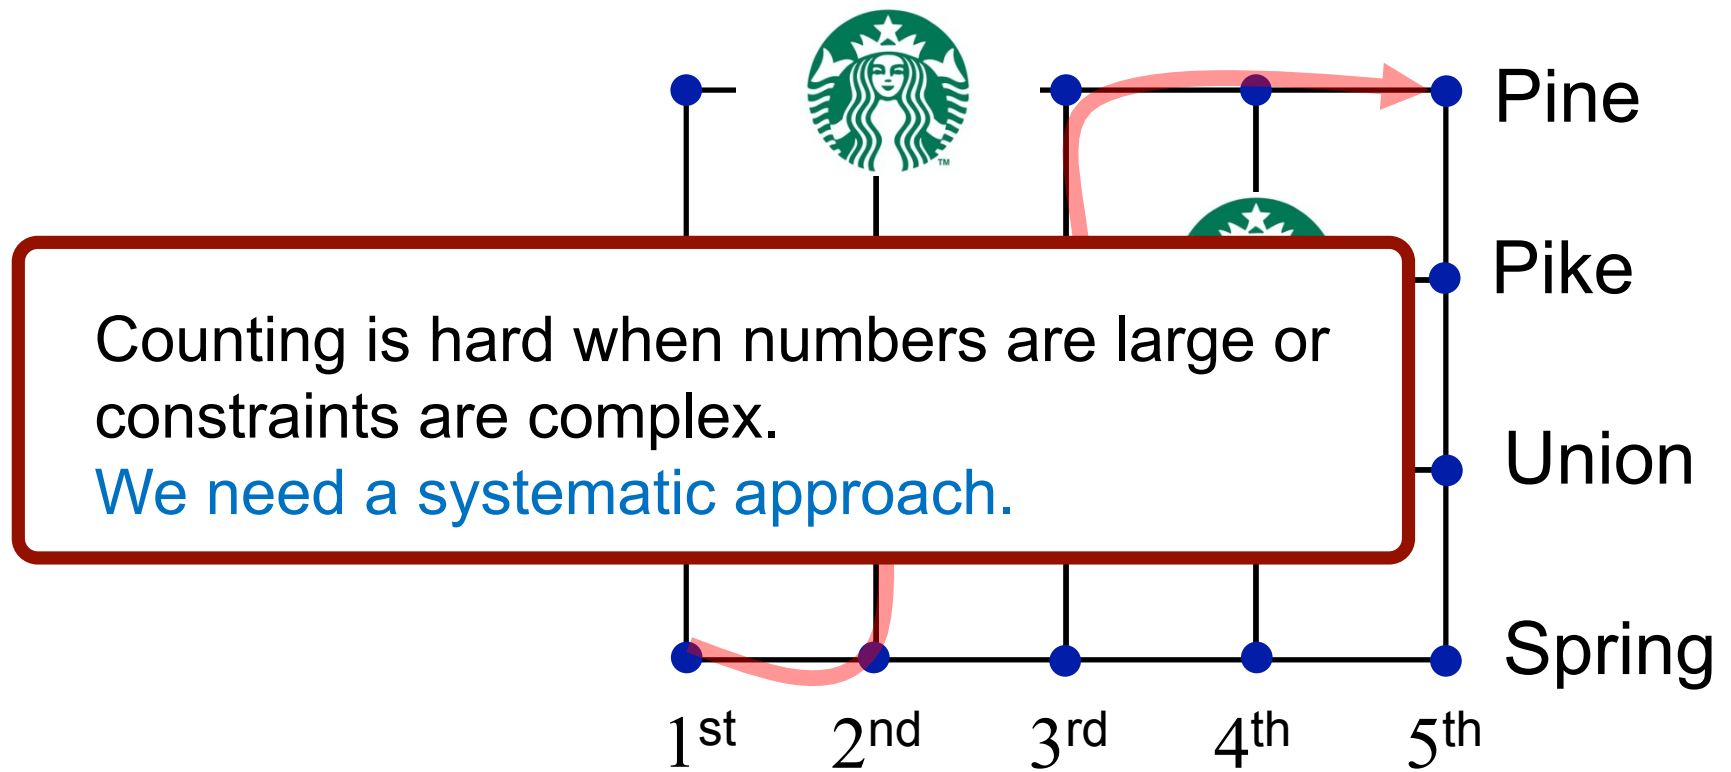 TM
Pine
Pike
Counting is hard when numbers are large or
constraints are complex.
We need a systematic approach.
Union
Spring
1st 2nd 3rd 4th 5th